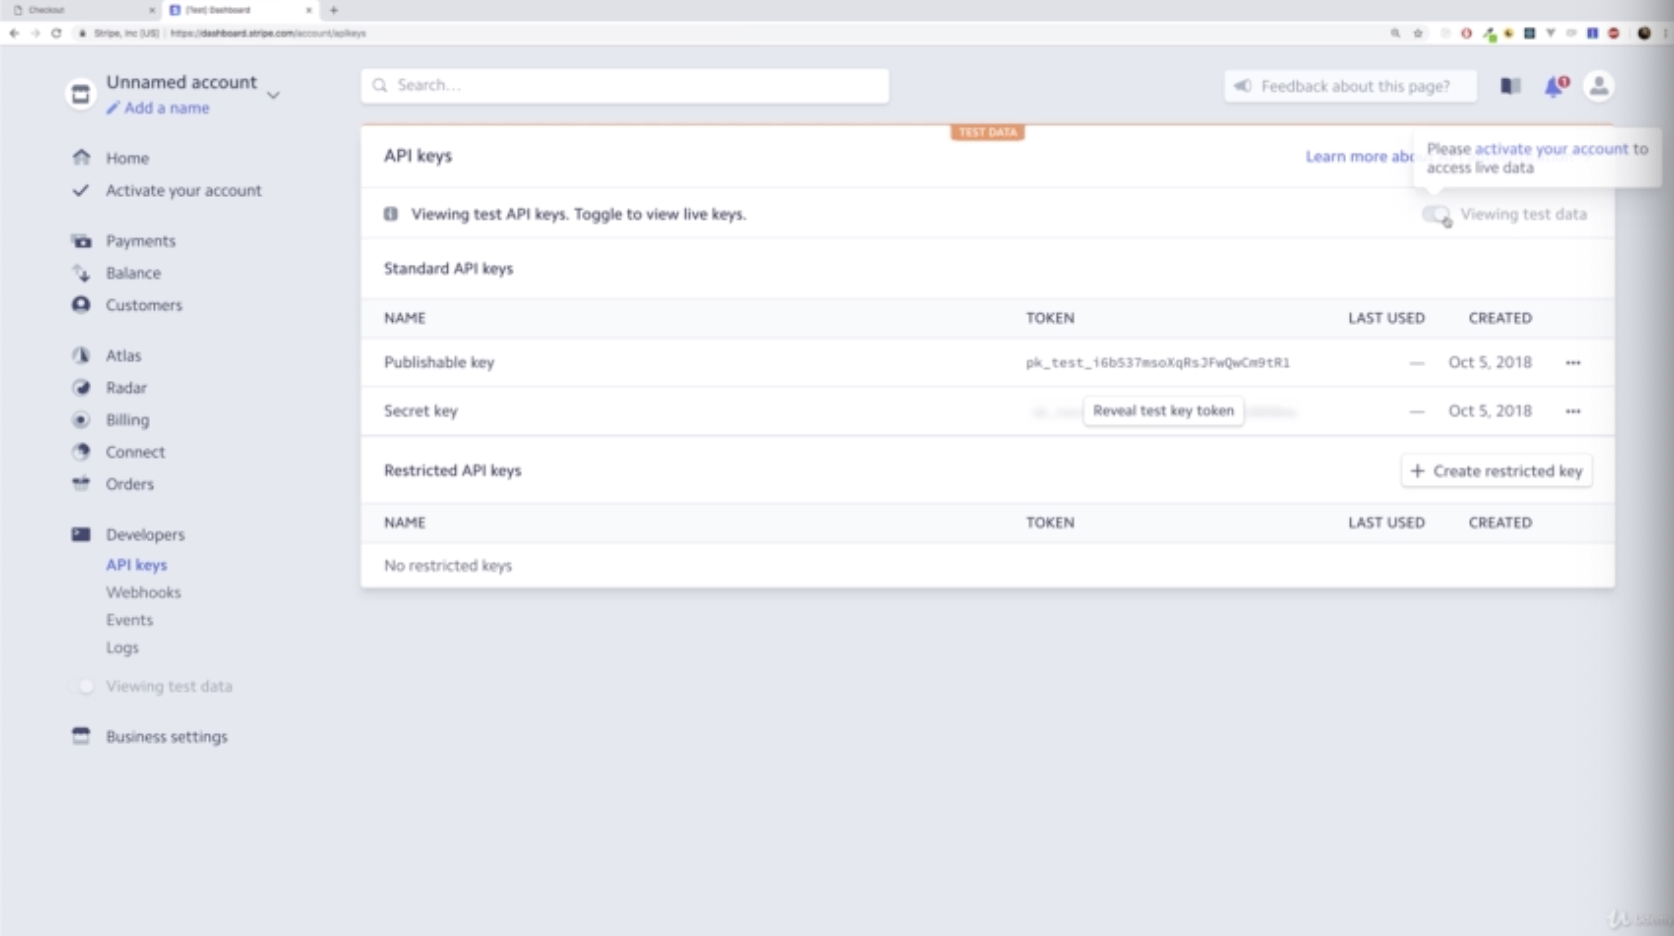 Checkout
[Test] Dashboard
Stripe, Inc [US] | https://dashboard.stripe.com/account/apikeys
Unnamed account
Add a name
Search...
Feedback about this page?
1
TEST DATA
API keys
Learn more abo
Please activate your account to
access live data
Viewing test API keys. Toggle to view live keys.
Viewing test data
Standard API keys
NAME TOKEN LAST USED CREATED
Publishable key pk_test_i6b537msoXqRsJFwQwCm9tR1 — Oct 5, 2018
Secret key Reveal test key token — Oct 5, 2018
Restricted API keys
+ Create restricted key
NAME TOKEN LAST USED CREATED
No restricted keys
Home
Activate your account
Payments
Balance
Customers
Atlas
Radar
Billing
Connect
Orders
Developers
API keys
Webhooks
Events
Logs
Viewing test data
Business settings